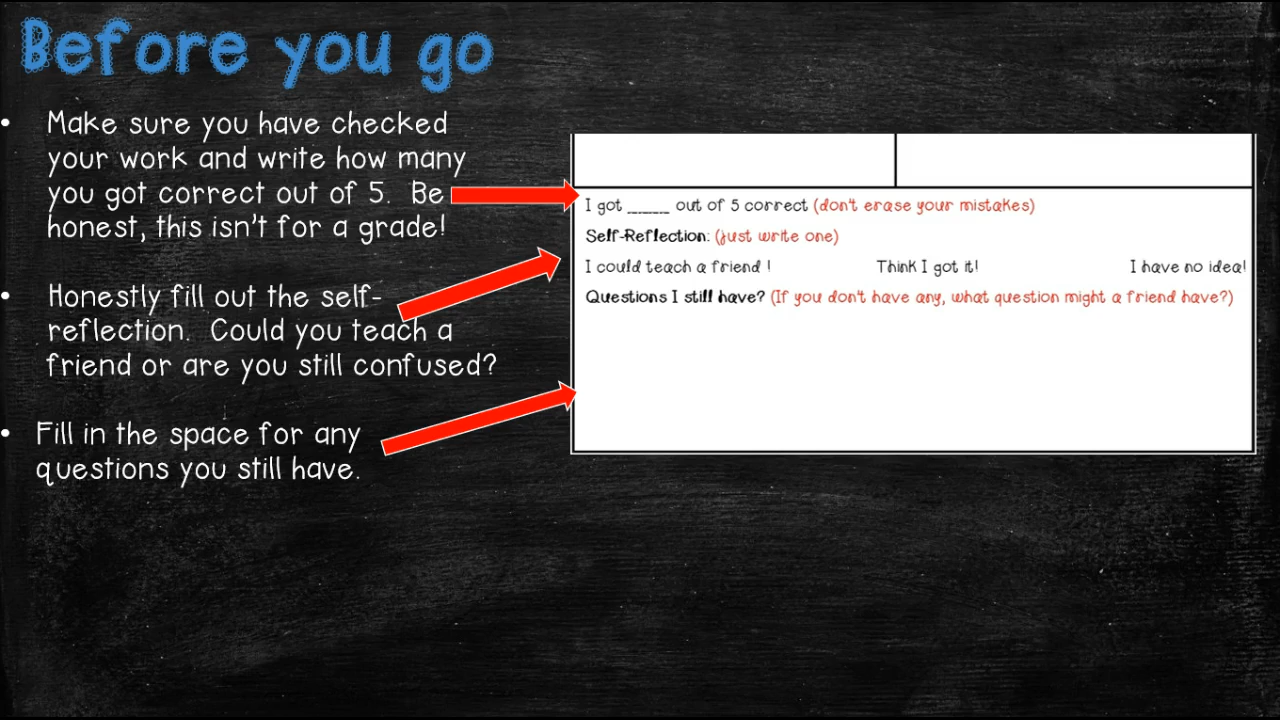 Before you go
• Make sure you have checked
your work and write how many
you got correct out of 5. Be
honest, this isn't for a grade!
• Honestly fill out the self-
reflection. Could you teach a
friend or are you still confused?
• Fill in the space for any
questions you still have.
I got _____ out of 5 correct (don't erase your mistakes)
Self-Reflection: (just write one)
I could teach a friend ! Think I got it! I have no idea!
Questions I still have? (If you don't have any, what question might a friend have?)